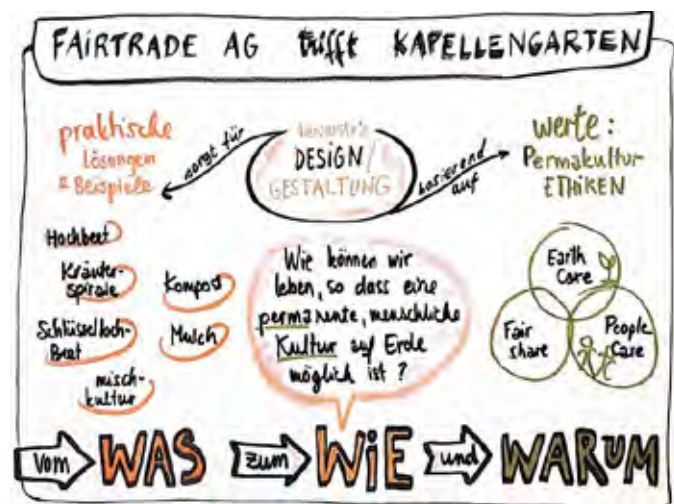 FAIRTRADE AG trifft KAPELLENGARTEN
praktische
Lösungen
& Beispiele
sorgt für
bewusste's
DESIGN/
GESTALTUNG
basierend
auf
Werte:
Permakultur-
ETHIKEN
Hochbeet
Kräuter-
spirale
Kompost
Schlüsselloch-
Beet
Mulch
misch-
kultur
Wie können wir
leben, so dass eine
permanente, menschliche
Kultur auf Erde
möglich ist?
Earth
Care
Fair
share
People
Care
Vom WAS zum WiE und WARUM